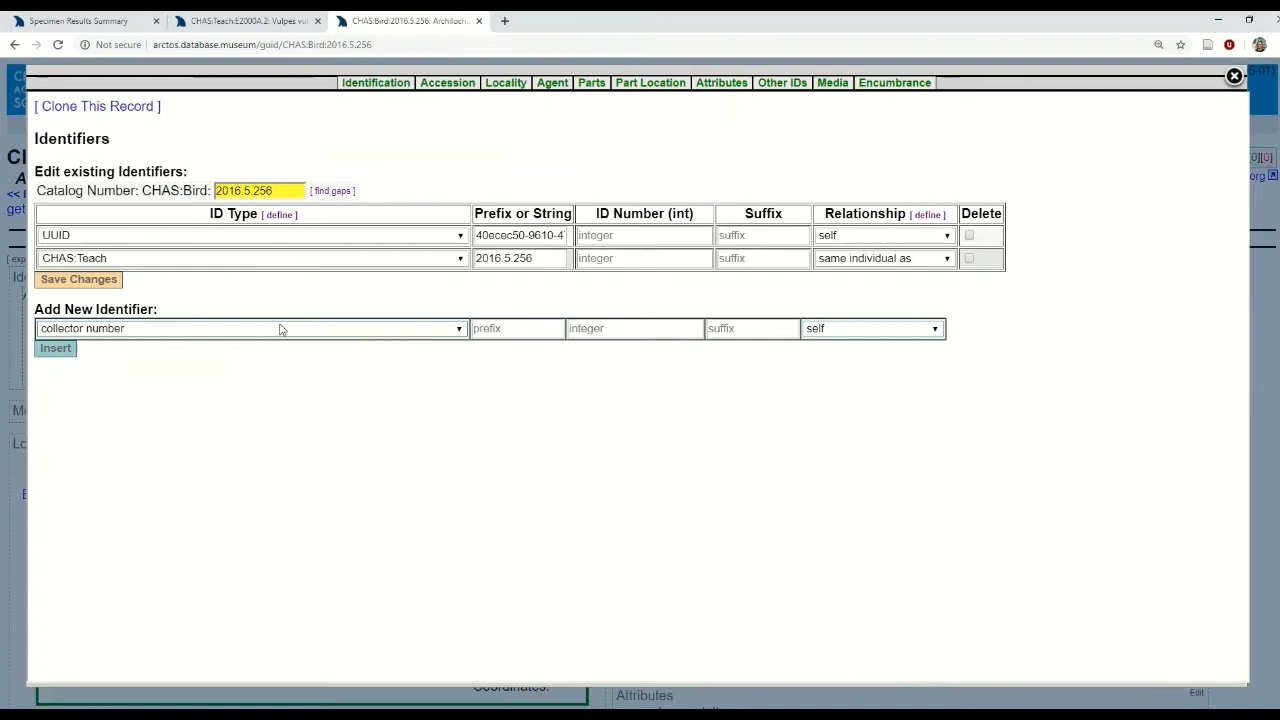 Specimen Results Summary
CHAS:Teach:E2000A.2: Vulpes vu
CHAS:Bird:2016.5.256: Archiloch
Not secure
arctos.database.museum/guid/CHAS:Bird:2016.5.256
Identification
Accession
Locality
Agent
Parts
Part Location
Attributes
Other IDs
Media
Encumbrance
[ Clone This Record ]
Identifiers
Edit existing Identifiers:
Catalog Number: CHAS:Bird: 2016.5.256 [ find gaps ]
ID Type [ define ] Prefix or String ID Number (int) Suffix Relationship [ define ] Delete
UUID 40ecec50-9610-4 integer suffix self
CHAS:Teach 2016.5.256 integer suffix same individual as
Save Changes
Add New Identifier:
collector number prefix integer suffix self
Insert
Coordinates:
Attributes
Edit